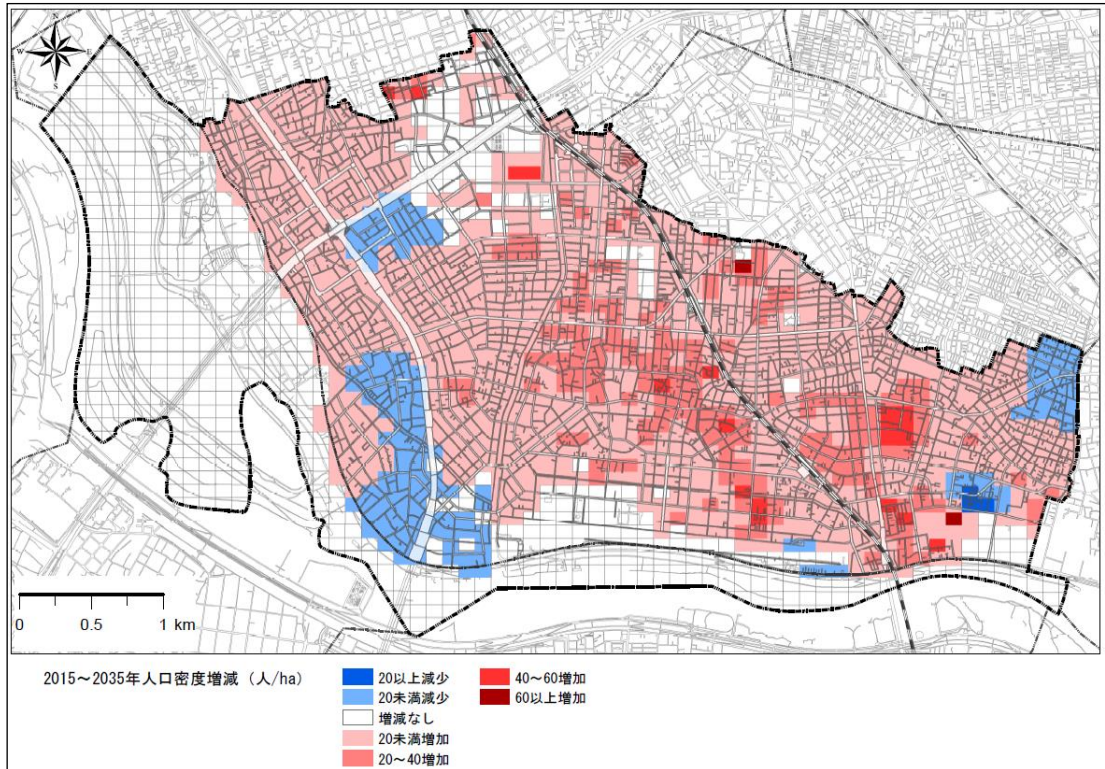 N
W E
S
0 0.5 1 km
2015～2035年人口密度増減（人/ha）
20以上減少
20未満減少
増減なし
20未満増加
20～40増加
40～60増加
60以上増加